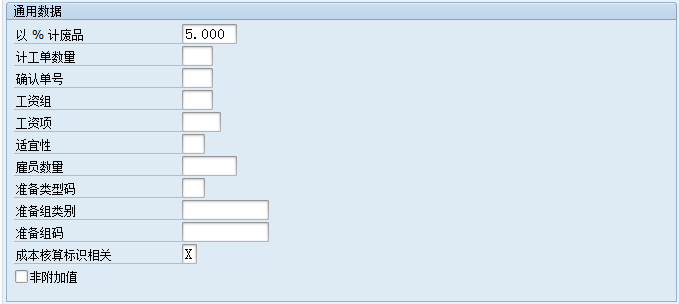 通用数据
以 % 计废品 5.000
计工单数量
确认单号
工资组
工资项
适宜性
雇员数量
准备类型码
准备组类别
准备组码
成本核算标识相关 X
非附加值